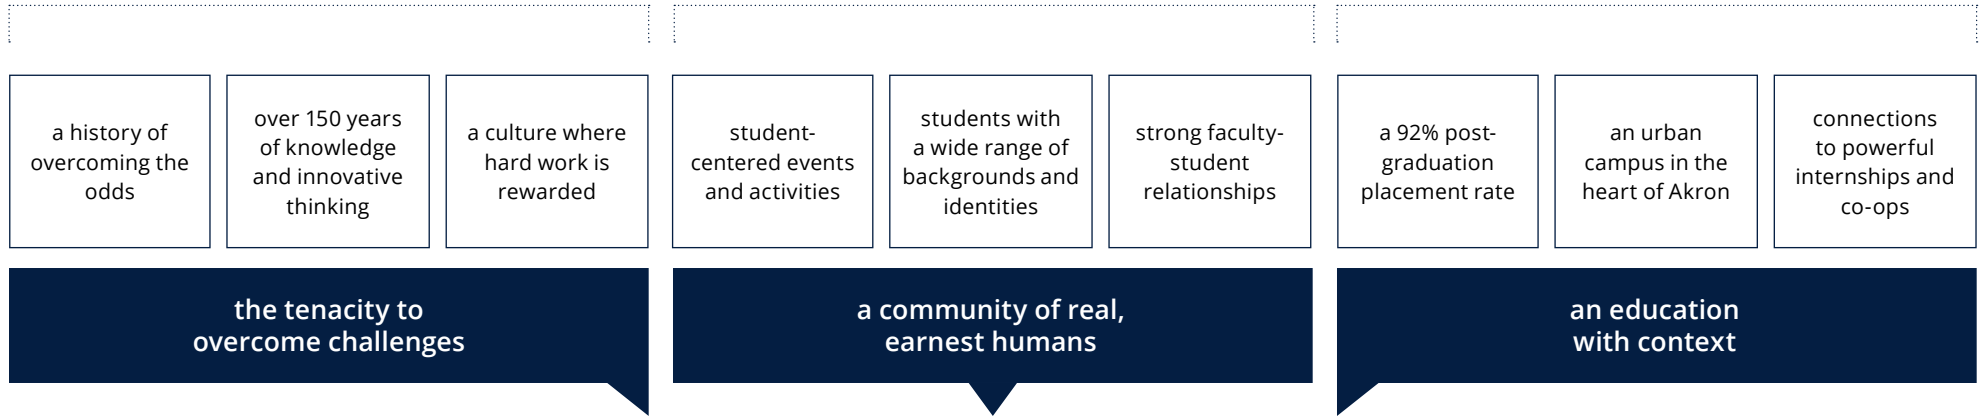 a history of
overcoming the
odds
over 150 years
of knowledge
and innovative
thinking
a culture where
hard work is
rewarded
student-
centered events
and activities
students with
a wide range of
backgrounds and
identities
strong faculty-
student
relationships
a 92% post-
graduation
placement rate
an urban
campus in the
heart of Akron
connections
to powerful
internships and
co-ops
the tenacity to
overcome challenges
a community of real,
earnest humans
an education
with context